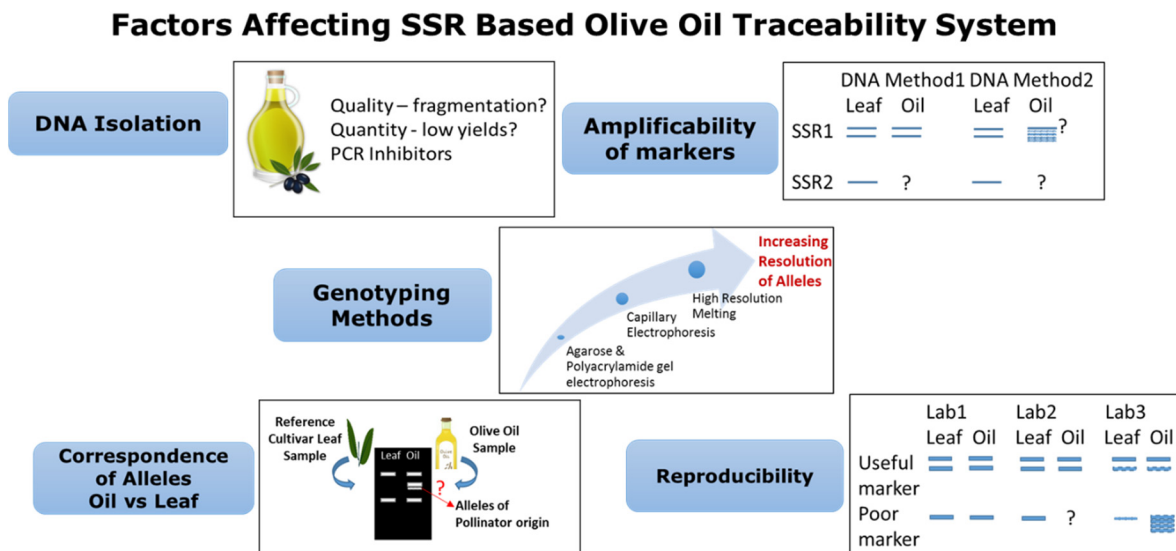 Factors Affecting SSR Based Olive Oil Traceability System
DNA Isolation
Quality – fragmentation?
Quantity - low yields?
PCR Inhibitors
Amplificability
of markers
DNA Method1 DNA Method2
Leaf Oil Leaf Oil
SSR1 ?
SSR2 ? ?
Genotyping
Methods
Increasing
Resolution
of Alleles
High Resolution
Melting
Capillary
Electrophoresis
Agarose &
Polyacrylamide gel
electrophoresis
Correspondence
of Alleles
Oil vs Leaf
Reference
Cultivar Leaf
Sample
Leaf Oil
Olive Oil
Sample
?
Alleles of
Pollinator origin
Reproducibility
Lab1 Lab2 Lab3
Leaf Oil Leaf Oil Leaf Oil
Useful
marker
Poor
marker ?